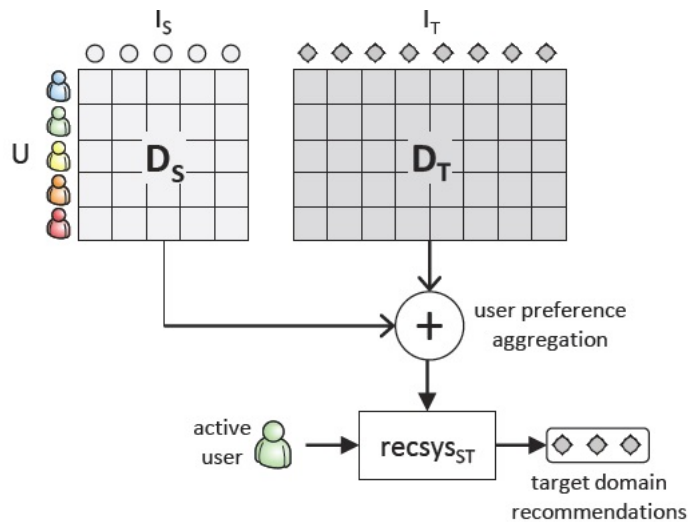 I_S
I_T
U
D_S
D_T
+
user preference
aggregation
active
user
recsys_ST
target domain
recommendations